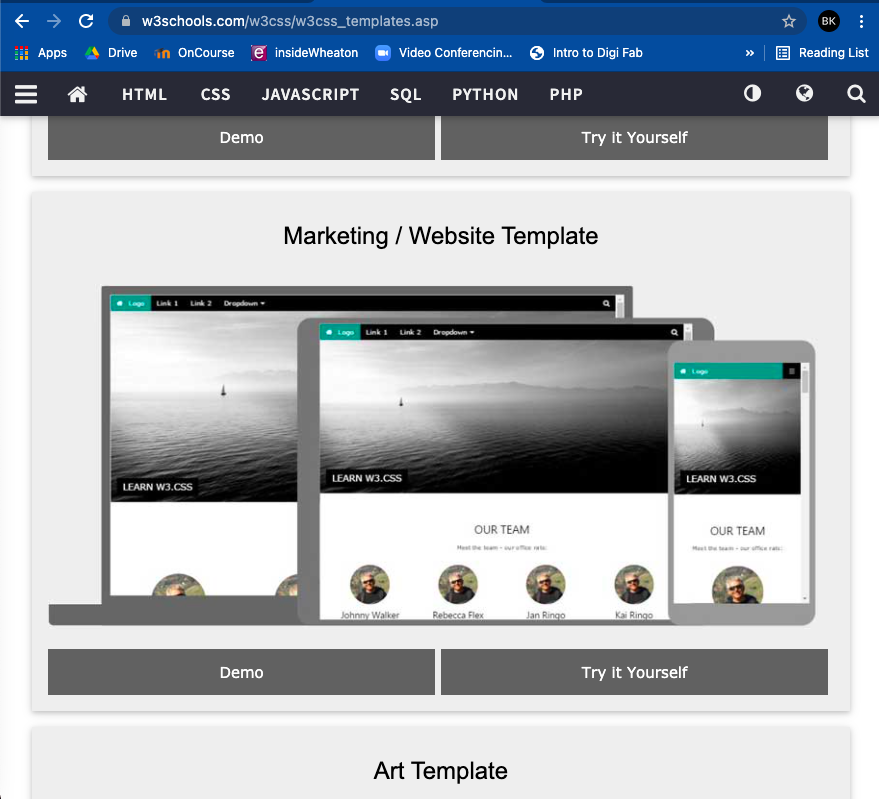 w3schools.com/w3css/w3css_templates.asp BK
Apps Drive OnCourse insideWheaton Video Conferencin... Intro to Digi Fab » Reading List
HTML CSS JAVASCRIPT SQL PYTHON PHP
Demo Try it Yourself
Marketing / Website Template
Logo Link 1 Link 2 Dropdown
Logo Link 1 Link 2 Dropdown
Logo
LEARN W3.CSS
LEARN W3.CSS
LEARN W3.CSS
OUR TEAM
Meet the team - our office rats:
OUR TEAM
Meet the team - our office rats:
Johnny Walker Rebecca Flex Jan Ringo Kai Ringo
Demo Try it Yourself
Art Template